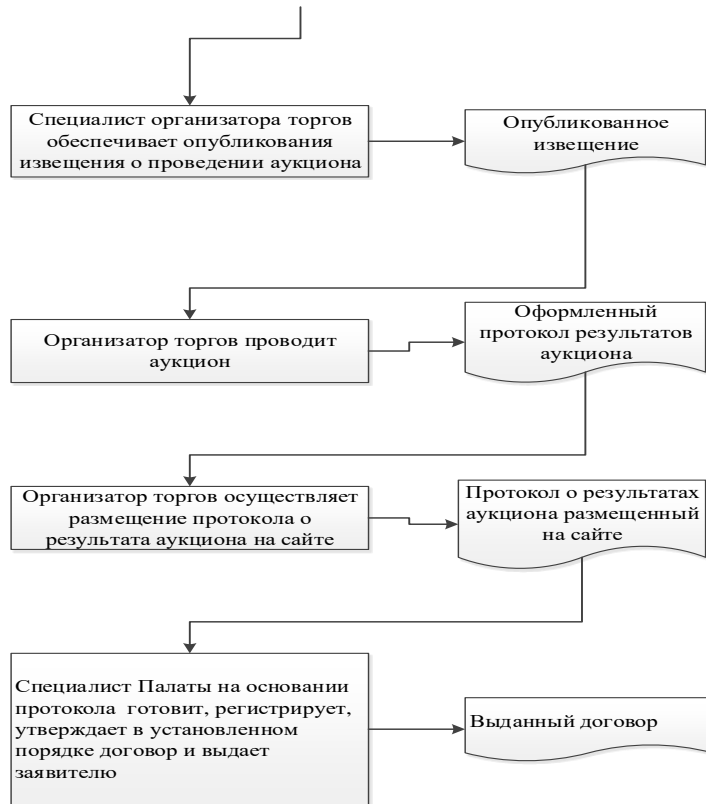 Специалист организатора торгов
обеспечивает опубликования
извещения о проведении аукциона
Опубликованное
извещение
Организатор торгов проводит
аукцион
Оформленный
протокол результатов
аукциона
Организатор торгов осуществляет
размещение протокола о
результата аукциона на сайте
Протокол о результатах
аукциона размещенный
на сайте
Специалист Палаты на основании
протокола готовит, регистрирует,
утверждает в установленном
порядке договор и выдает
заявителю
Выданный договор